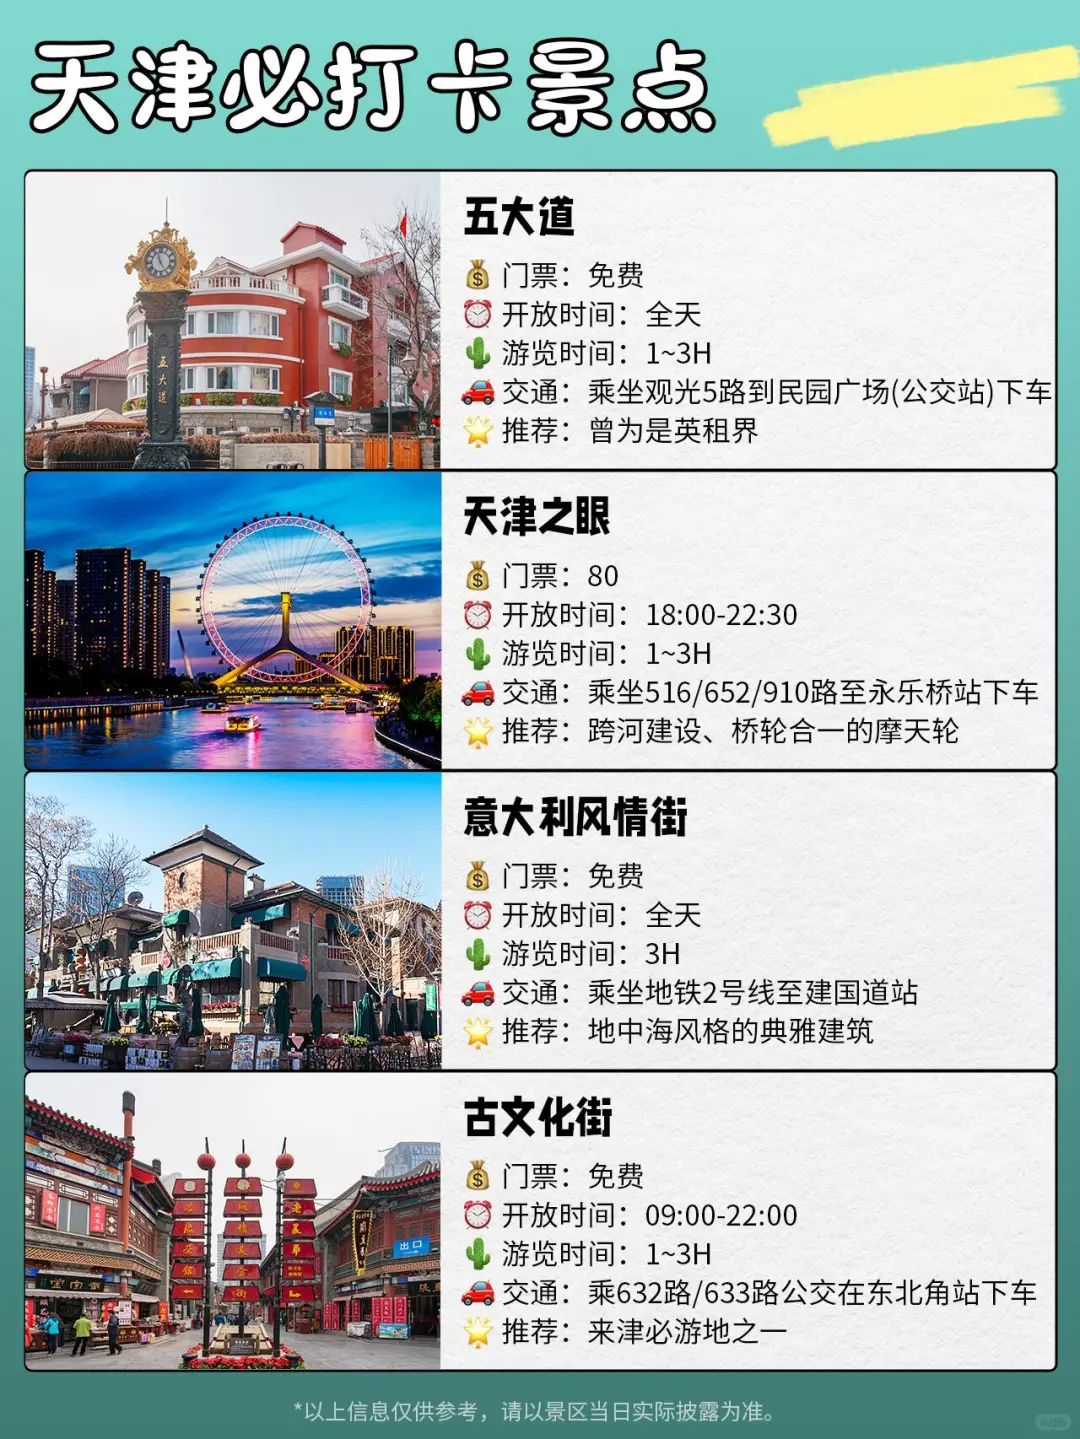 天津必打卡景点
五大道
五大道
门票：免费
开放时间：全天
游览时间：1~3H
交通：乘坐观光5路到民园广场(公交站)下车
推荐：曾为是英租界
天津之眼
门票：80
开放时间：18:00-22:30
游览时间：1~3H
交通：乘坐516/652/910路至永乐桥站下车
推荐：跨河建设、桥轮合一的摩天轮
意大利风情街
门票：免费
开放时间：全天
游览时间：3H
交通：乘坐地铁2号线至建国道站
推荐：地中海风格的典雅建筑
古文化街
出口
门票：免费
开放时间：09:00-22:00
游览时间：1~3H
交通：乘632路/633路公交在东北角站下车
推荐：来津必游地之一
*以上信息仅供参考，请以景区当日实际披露为准。